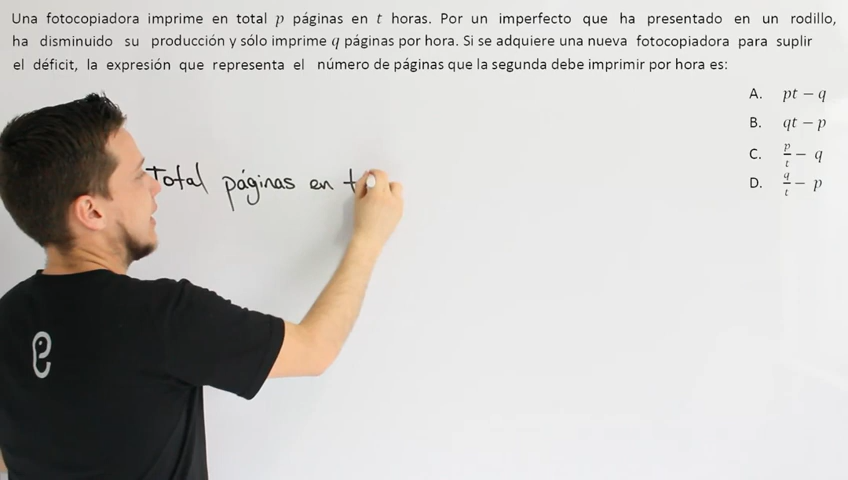 Una fotocopiadora imprime en total p páginas en t horas. Por un imperfecto que ha presentado en un rodillo,
ha disminuido su producción y sólo imprime q páginas por hora. Si se adquiere una nueva fotocopiadora para suplir
el déficit, la expresión que representa el número de páginas que la segunda debe imprimir por hora es:
A. pt − q
B. qt − p
C. p/t − q
D. q/t − p
Total páginas en t
e